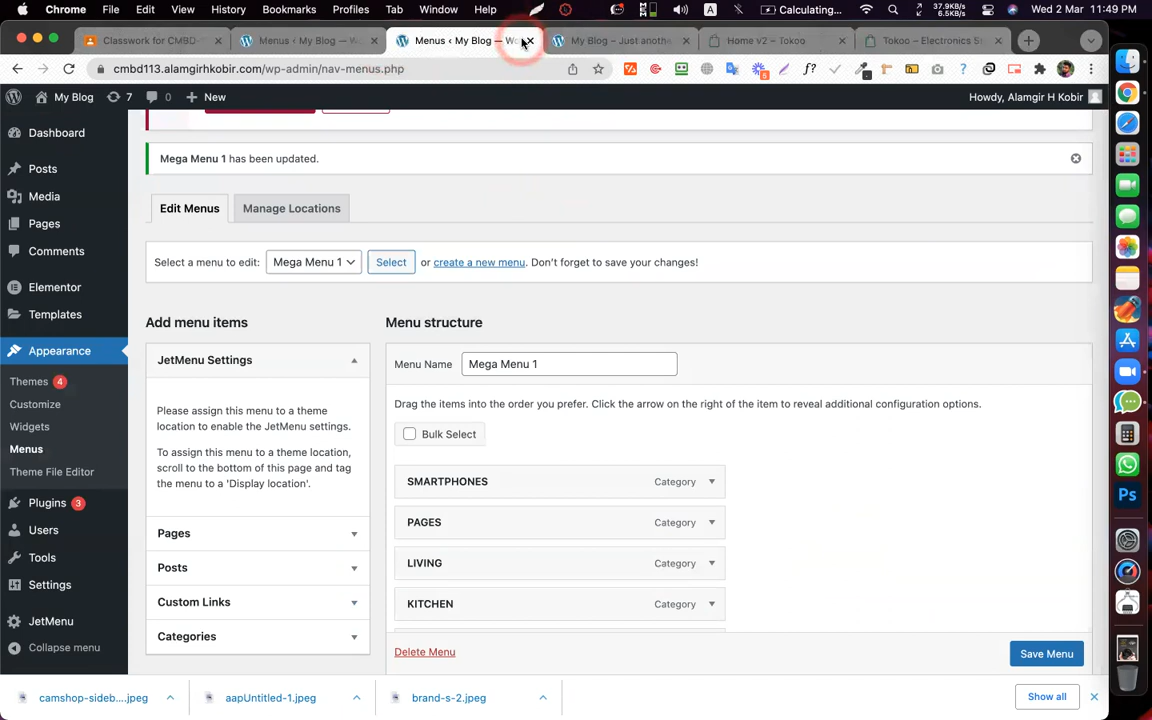 Chrome File Edit View History Bookmarks Profiles Tab Window Help
A Calculating... 37.9KB/s 6.5KB/s Wed 2 Mar 11:49 PM
Classwork for CMBD- Menus ‹ My Blog — W Menus ‹ My Blog — Wo My Blog – Just anothe Home v2 – Tokoo Tokoo – Electronics St
cmbd113.alamgirhkobir.com/wp-admin/nav-menus.php
My Blog 7 0 New Howdy, Alamgir H Kobir
Dashboard
Posts
Media
Pages
Comments
Elementor
Templates
Appearance
Themes 4
Customize
Widgets
Menus
Theme File Editor
Plugins 3
Users
Tools
Settings
JetMenu
Collapse menu
Mega Menu 1 has been updated.
Edit Menus Manage Locations
Select a menu to edit: Mega Menu 1 Select or create a new menu. Don’t forget to save your changes!
Add menu items
JetMenu Settings
Please assign this menu to a theme
location to enable the JetMenu settings.
To assign this menu to a theme location,
scroll to the bottom of this page and tag
the menu to a 'Display location'.
Pages
Posts
Custom Links
Categories
Menu structure
Menu Name Mega Menu 1
Drag the items into the order you prefer. Click the arrow on the right of the item to reveal additional configuration options.
Bulk Select
SMARTPHONES Category
PAGES Category
LIVING Category
KITCHEN Category
Delete Menu Save Menu
camshop-sideb....jpeg aapUntitled-1.jpeg brand-s-2.jpeg Show all
Ps